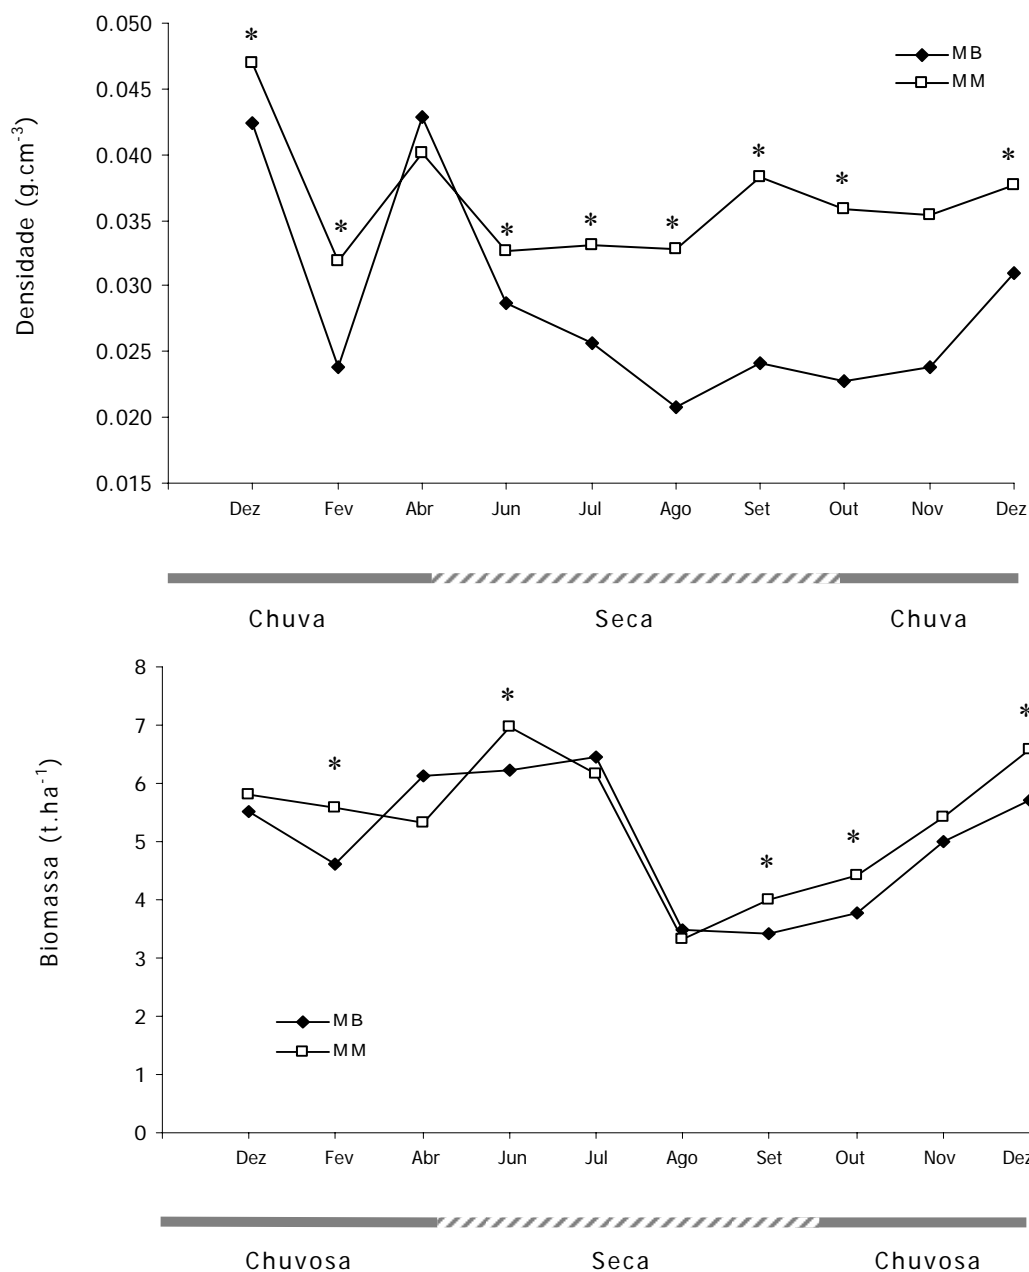 0.050
0.045
0.040
0.035
0.030
0.025
0.020
0.015
Densidade (g.cm-3)
* * * * * * * *
MB
MM
Dez Fev Abr Jun Jul Ago Set Out Nov Dez
Chuva Seca Chuva
8
7
6
5
4
3
2
1
0
Biomassa (t.ha-1)
* * * * *
MB
MM
Dez Fev Abr Jun Jul Ago Set Out Nov Dez
Chuvosa Seca Chuvosa